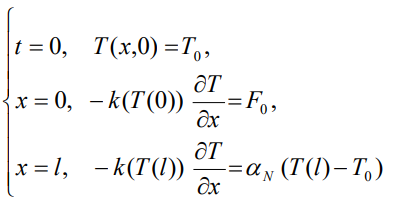 t = 0, T(x,0) = T₀,
x = 0, −k(T(0)) ∂T/∂x = F₀,
x = l, −k(T(l)) ∂T/∂x = α_N (T(l) − T₀)